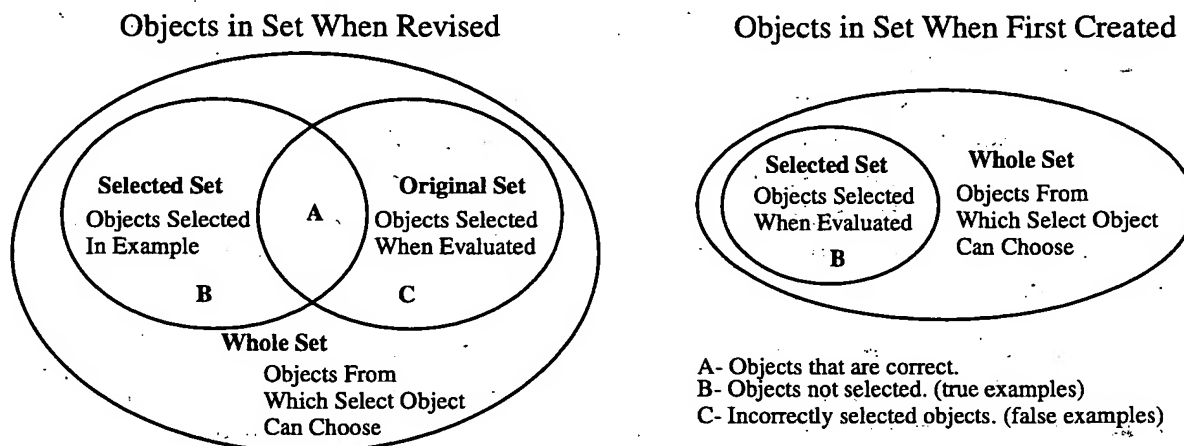 Objects in Set When Revised
Selected Set
Objects Selected
In Example
B
A
Original Set
Objects Selected
When Evaluated
C
Whole Set
Objects From
Which Select Object
Can Choose
Objects in Set When First Created
Selected Set
Objects Selected
When Evaluated
B
Whole Set
Objects From
Which Select Object
Can Choose
A- Objects that are correct.
B- Objects not selected. (true examples)
C- Incorrectly selected objects. (false examples)